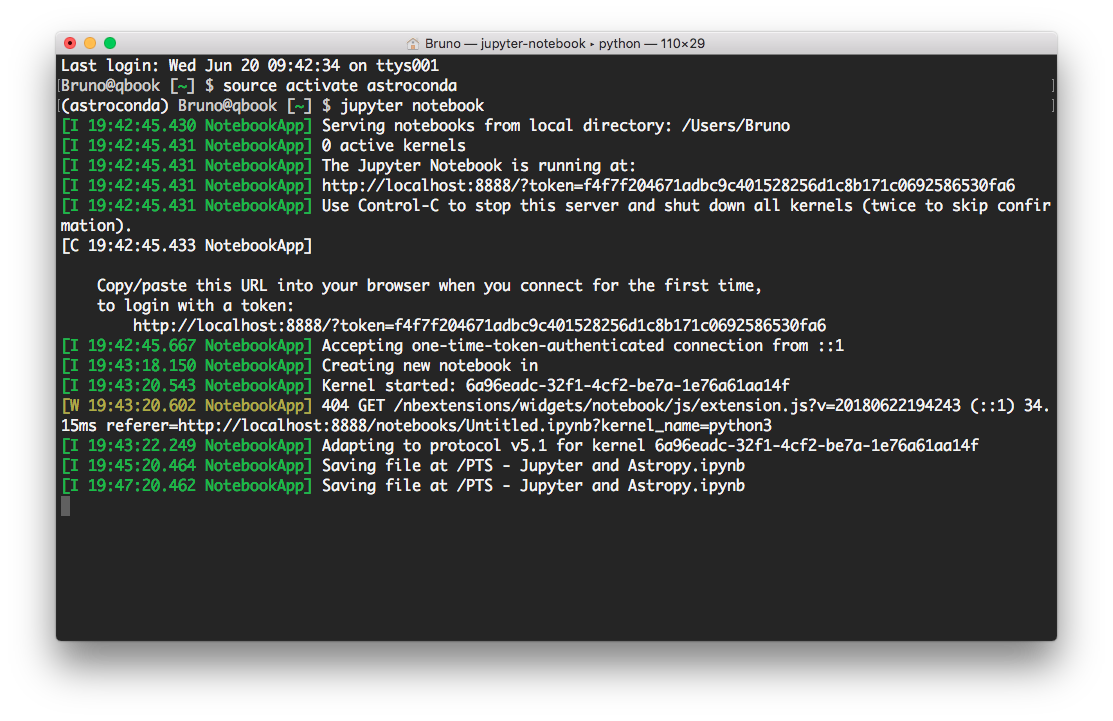 Bruno — jupyter-notebook ▸ python — 110×29
Last login: Wed Jun 20 09:42:34 on ttys001
[Bruno@qbook [~] $ source activate astroconda ]
[(astroconda) Bruno@qbook [~] $ jupyter notebook ]
[I 19:42:45.430 NotebookApp] Serving notebooks from local directory: /Users/Bruno
[I 19:42:45.431 NotebookApp] 0 active kernels
[I 19:42:45.431 NotebookApp] The Jupyter Notebook is running at:
[I 19:42:45.431 NotebookApp] http://localhost:8888/?token=f4f7f204671adbc9c401528256d1c8b171c0692586530fa6
[I 19:42:45.431 NotebookApp] Use Control-C to stop this server and shut down all kernels (twice to skip confir
mation).
[C 19:42:45.433 NotebookApp]
Copy/paste this URL into your browser when you connect for the first time,
to login with a token:
http://localhost:8888/?token=f4f7f204671adbc9c401528256d1c8b171c0692586530fa6
[I 19:42:45.667 NotebookApp] Accepting one-time-token-authenticated connection from ::1
[I 19:43:18.150 NotebookApp] Creating new notebook in
[I 19:43:20.543 NotebookApp] Kernel started: 6a96eadc-32f1-4cf2-be7a-1e76a61aa14f
[W 19:43:20.602 NotebookApp] 404 GET /nbextensions/widgets/notebook/js/extension.js?v=20180622194243 (::1) 34.
15ms referer=http://localhost:8888/notebooks/Untitled.ipynb?kernel_name=python3
[I 19:43:22.249 NotebookApp] Adapting to protocol v5.1 for kernel 6a96eadc-32f1-4cf2-be7a-1e76a61aa14f
[I 19:45:20.464 NotebookApp] Saving file at /PTS - Jupyter and Astropy.ipynb
[I 19:47:20.462 NotebookApp] Saving file at /PTS - Jupyter and Astropy.ipynb